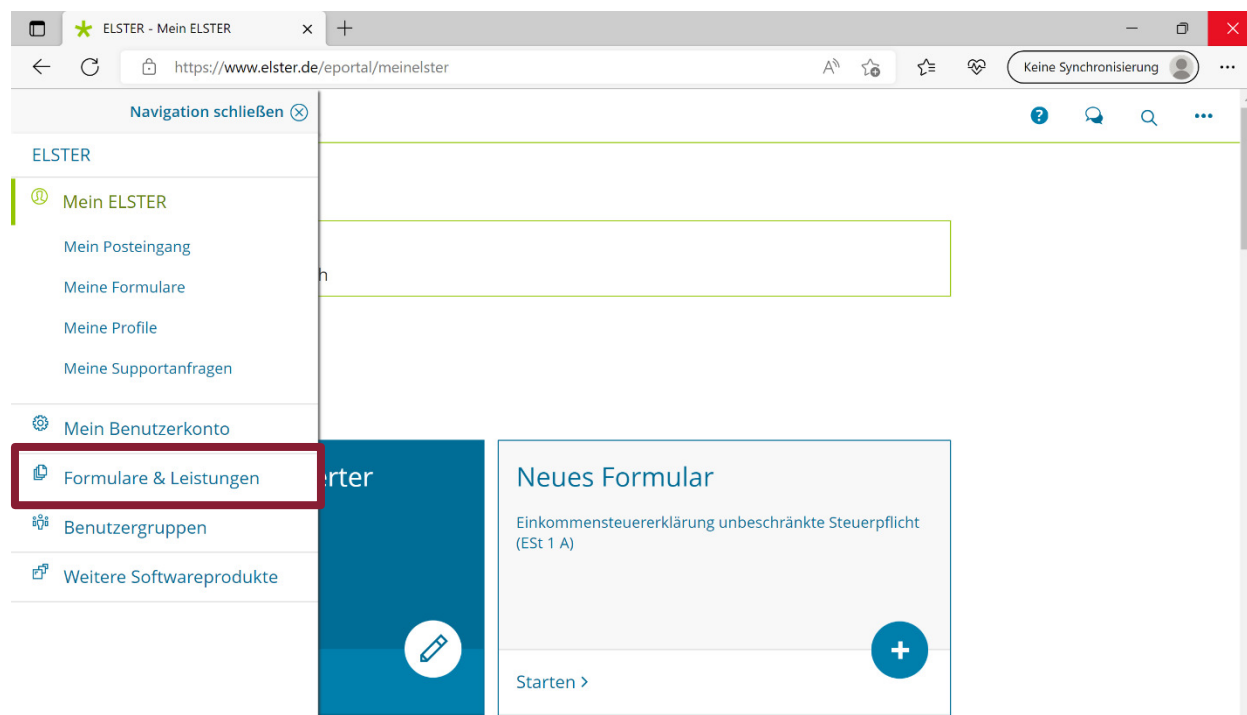 ELSTER - Mein ELSTER
https://www.elster.de/eportal/meinelster
Keine Synchronisierung
Navigation schließen
ELSTER
Mein ELSTER
Mein Posteingang
Meine Formulare
Meine Profile
Meine Supportanfragen
Mein Benutzerkonto
Formulare & Leistungen
Benutzergruppen
Weitere Softwareprodukte
h
erter
Neues Formular
Einkommensteuererklärung unbeschränkte Steuerpflicht
(ESt 1 A)
Starten >